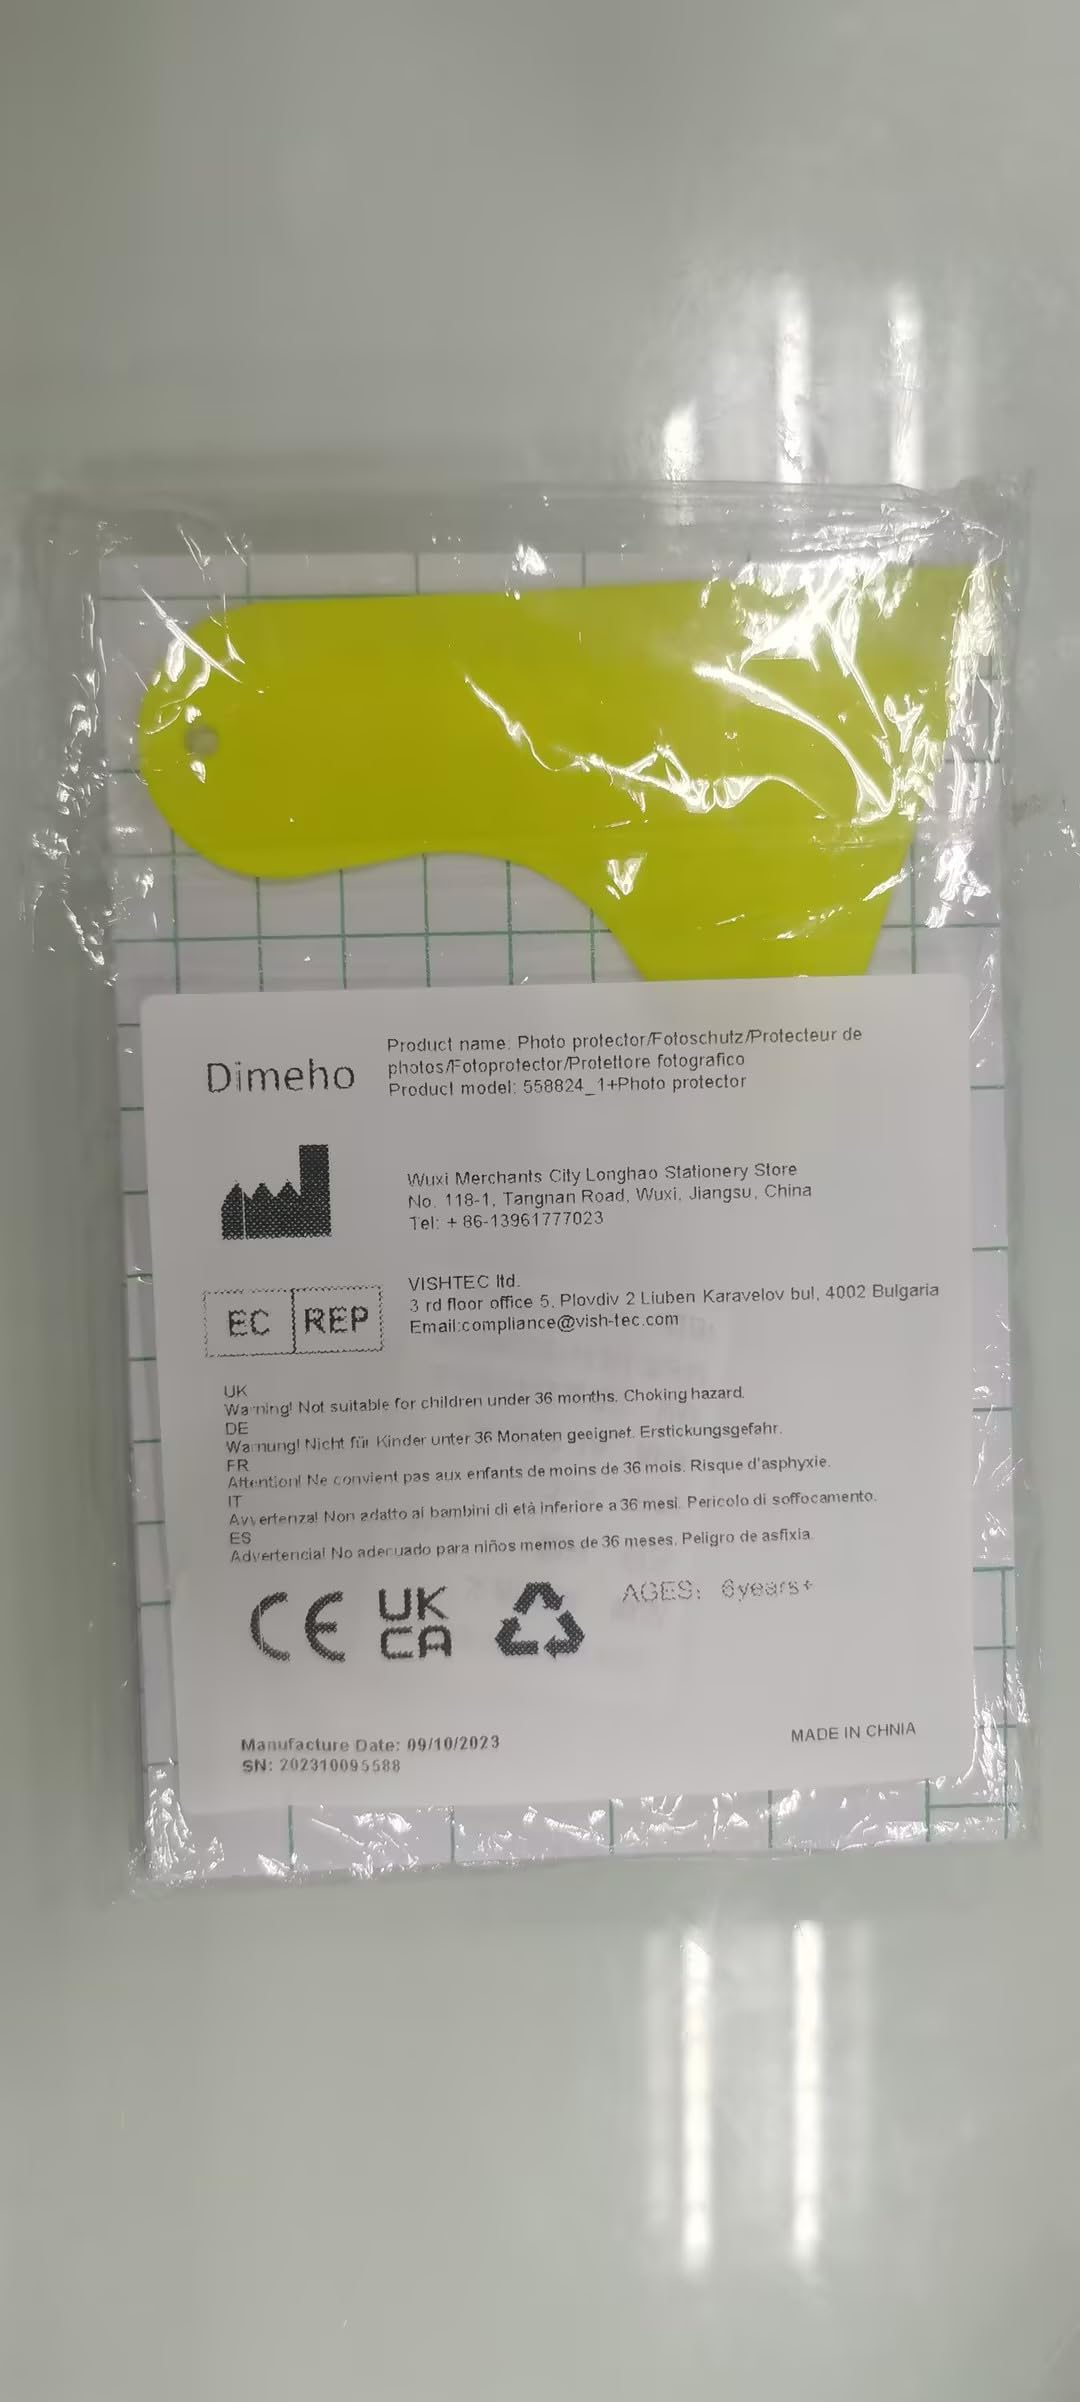 Dimeho
Product name: Photo protector/Fotoschutz/Protecteur de
photos/Fotoprotector/Protettore fotografico
Product model: 558824_1+Photo protector
Wuxi Merchants City Longhao Stationery Store
No. 118-1, Tangnan Road, Wuxi, Jiangsu, China
Tel: + 86-13961777023
EC REP
VISHTEC ltd.
3 rd floor office 5, Plovdiv 2 Liuben Karavelov bul, 4002 Bulgaria
Email:compliance@vish-tec.com
UK
Warning! Not suitable for children under 36 months. Choking hazard.
DE
Warnung! Nicht für Kinder unter 36 Monaten geeignet. Erstickungsgefahr.
FR
Attention! Ne convient pas aux enfants de moins de 36 mois. Risque d'asphyxie.
IT
Avvertenza! Non adatto ai bambini di età inferiore a 36 mesi. Pericolo di soffocamento.
ES
Advertencia! No adecuado para niños memos de 36 meses. Peligro de asfixia.
CE
UK
CA
AGES: 6years+
Manufacture Date: 09/10/2023
SN: 202310095588
MADE IN CHNIA